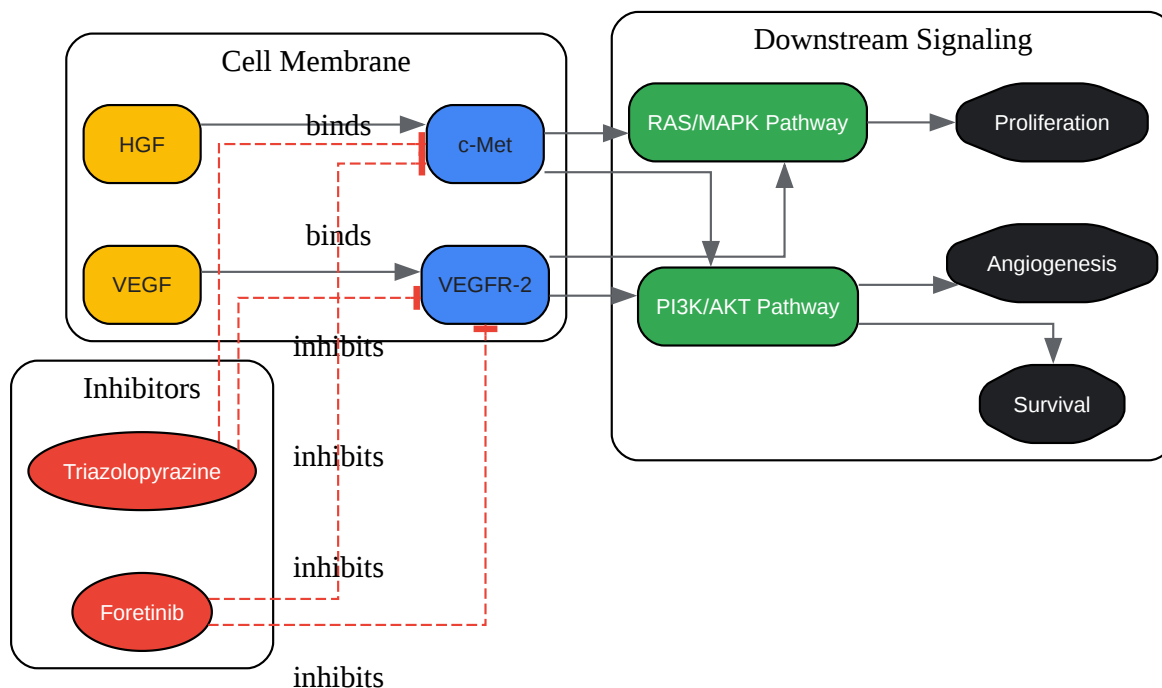 Cell Membrane
Downstream Signaling
HGF
binds
c-Met
RAS/MAPK Pathway
Proliferation
VEGF
binds
VEGFR-2
PI3K/AKT Pathway
Angiogenesis
Survival
inhibits
Inhibitors
Triazolopyrazine
inhibits
inhibits
Foretinib
inhibits